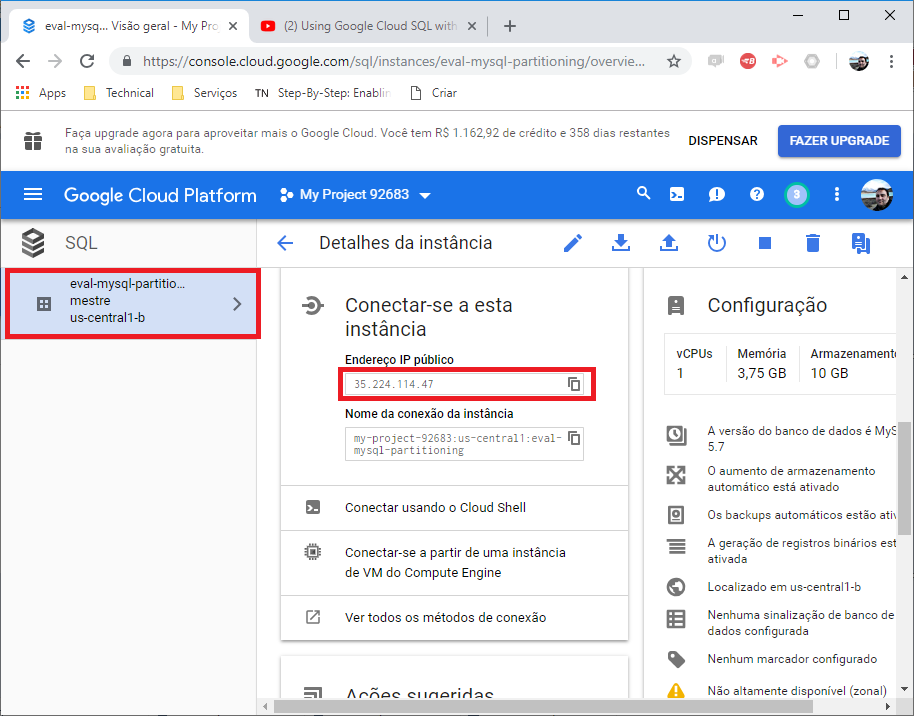 eval-mysq... Visão geral - My Pro
(2) Using Google Cloud SQL with
https://console.cloud.google.com/sql/instances/eval-mysql-partitioning/overvie...
Apps
Technical
Serviços
TN Step-By-Step: Enablin
Criar
Faça upgrade agora para aproveitar mais o Google Cloud. Você tem R$ 1.162,92 de crédito e 358 dias restantes
na sua avaliação gratuita.
DISPENSAR
FAZER UPGRADE
Google Cloud Platform
My Project 92683
3
SQL
Detalhes da instância
eval-mysql-partitio...
mestre
us-central1-b
Conectar-se a esta
instância
Endereço IP público
35.224.114.47
Nome da conexão da instância
my-project-92683:us-central1:eval-
mysql-partitioning
Conectar usando o Cloud Shell
Conectar-se a partir de uma instância
de VM do Compute Engine
Ver todos os métodos de conexão
Ações sugeridas
Configuração
vCPUs
1
Memória
3,75 GB
Armazenamento
10 GB
A versão do banco de dados é MyS
5.7
O aumento de armazenamento
automático está ativado
Os backups automáticos estão ativ
A geração de registros binários est
ativada
Localizado em us-central1-b
Nenhuma sinalização de banco de
dados configurada
Nenhum marcador configurado
Não altamente disponível (zonal)